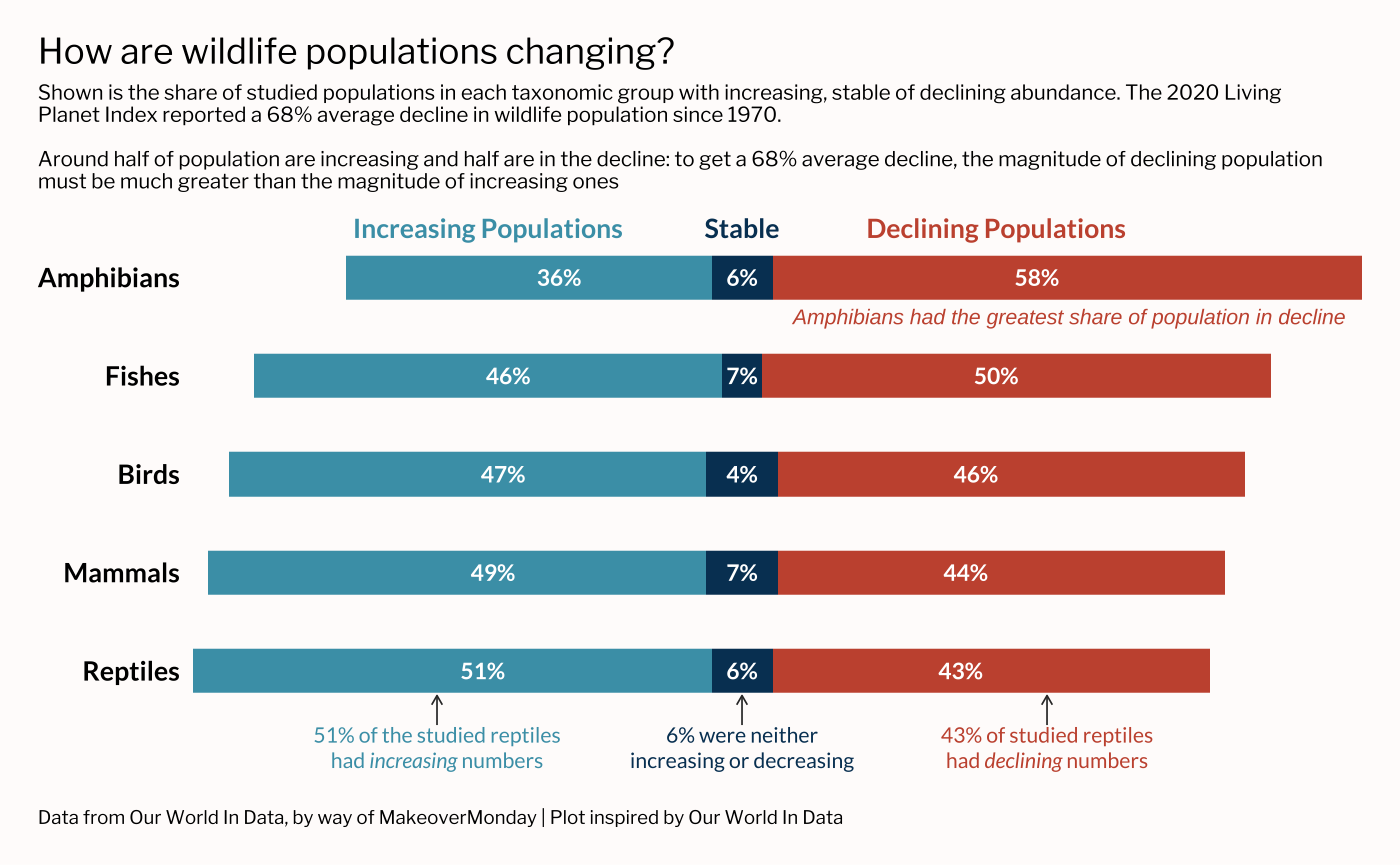 How are wildlife populations changing?
Shown is the share of studied populations in each taxonomic group with increasing, stable of declining abundance. The 2020 Living
Planet Index reported a 68% average decline in wildlife population since 1970.
Around half of population are increasing and half are in the decline: to get a 68% average decline, the magnitude of declining population
must be much greater than the magnitude of increasing ones
Increasing Populations Stable Declining Populations
Amphibians 36% 6% 58%
Amphibians had the greatest share of population in decline
Fishes 46% 7% 50%
Birds 47% 4% 46%
Mammals 49% 7% 44%
Reptiles 51% 6% 43%
51% of the studied reptiles
had increasing numbers
6% were neither
increasing or decreasing
43% of studied reptiles
had declining numbers
Data from Our World In Data, by way of MakeoverMonday | Plot inspired by Our World In Data